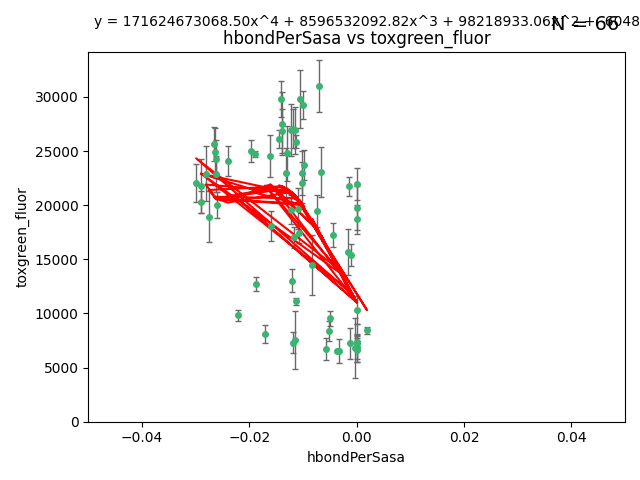 y = 171624673068.50x^4 + 8596532092.82x^3 + 98218933.06x^2 +
N = 66
hbondPerSasa vs toxgreen_fluor
toxgreen_fluor
30000
25000
20000
15000
10000
5000
0
−0.04 −0.02 0.00 0.02 0.04
hbondPerSasa